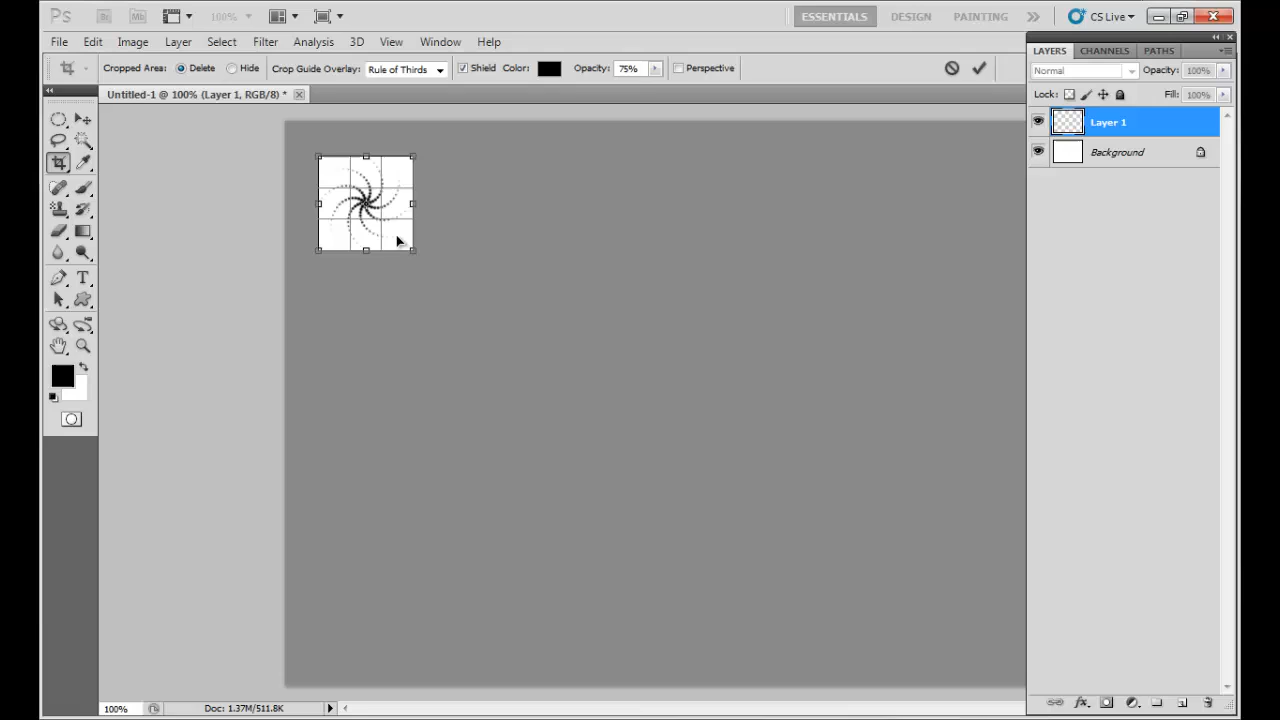 Ps Br Mb 100% ESSENTIALS DESIGN PAINTING CS Live
File Edit Image Layer Select Filter Analysis 3D View Window Help
Cropped Area: Delete Hide Crop Guide Overlay: Rule of Thirds Shield Color: Opacity: 75% Perspective
LAYERS CHANNELS PATHS
Normal Opacity: 100%
Untitled-1 @ 100% (Layer 1, RGB/8) *
Lock: Fill: 100%
Layer 1
Background
T
fx
100% Doc: 1.37M/511.8K